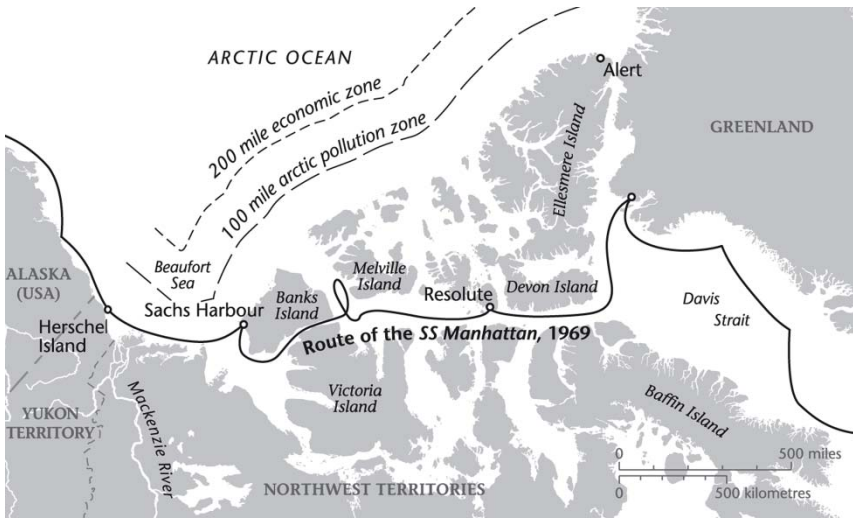 ARCTIC OCEAN
Alert
200 mile economic zone
100 mile arctic pollution zone
GREENLAND
Ellesmere Island
Beaufort
Sea
ALASKA
(USA)
Melville
Island
Devon Island
Banks
Island
Sachs Harbour
Resolute
Davis
Strait
Herschel
Island
Route of the SS Manhattan, 1969
Victoria
Island
Mackenzie River
Baffin Island
YUKON
TERRITORY
NORTHWEST TERRITORIES
0 500 miles
0 500 kilometres